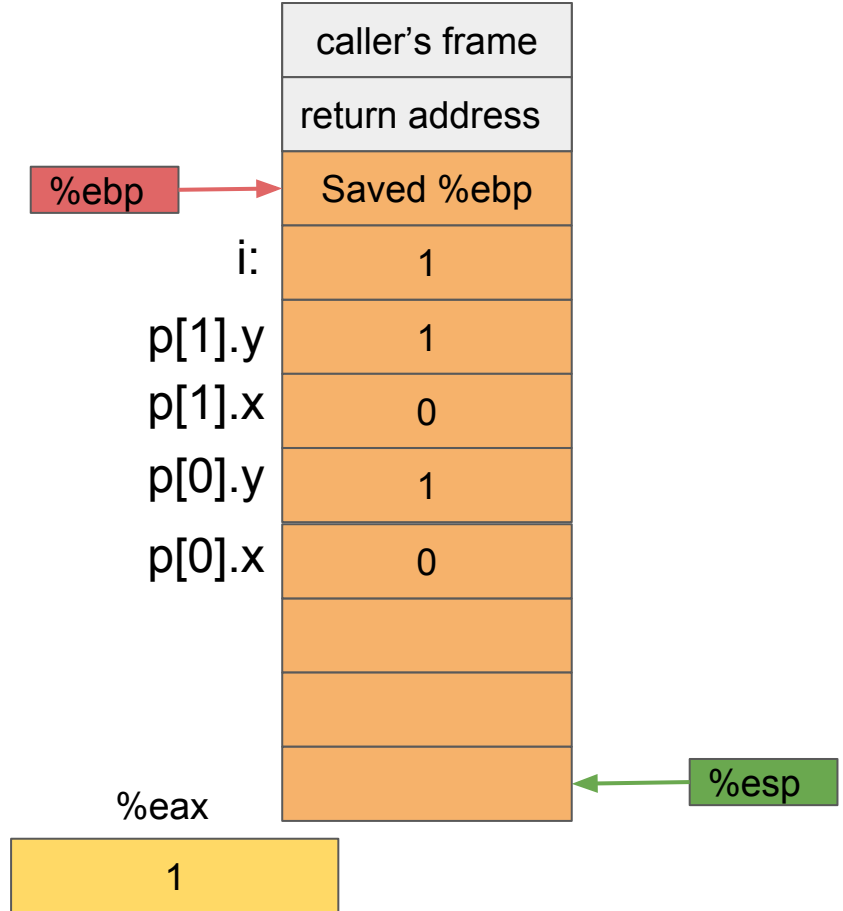 caller’s frame
return address
%ebp
Saved %ebp
i:
1
p[1].y
1
p[1].x
0
p[0].y
1
p[0].x
0
%esp
%eax
1